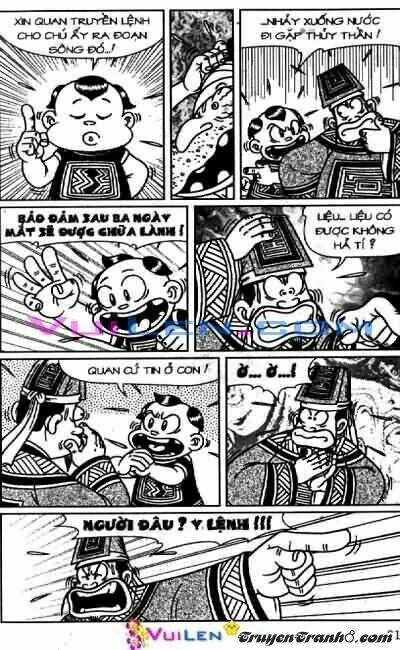 XIN QUAN TRUYỀN LỆNH
CHO CHÚ ẤY RA ĐOẠN
SÔNG ĐÓ...!
...NHẢY XUỐNG NƯỚC
ĐI GẶP THỦY THẦN!
BẢO ĐẢM SAU BA NGÀY
MẮT SẼ ĐƯỢC CHỮA LÀNH!
LIỆU... LIỆU CÓ
ĐƯỢC KHÔNG
HẢ TÍ?
VUILEN.COM
QUAN CỨ TIN Ở CON!
Ờ... Ờ...!
NGƯỜI ĐÂU? Y LỆNH!!!
VUILEN
TruyenTranh8.com
61